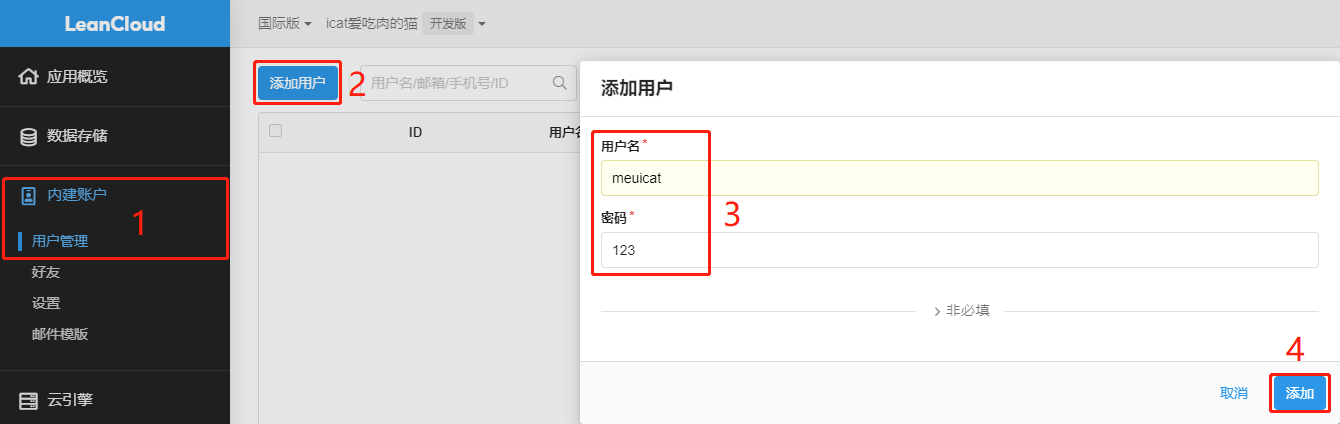 LeanCloud
国际版 icat爱吃肉的猫 开发版
应用概览
数据存储
内建账户
1
用户管理
好友
设置
邮件模版
云引擎
添加用户 2 用户名/邮箱/手机号/ID
ID 用户名
添加用户
用户名*
meuicat
密码*
3
123
> 非必填
4
取消 添加